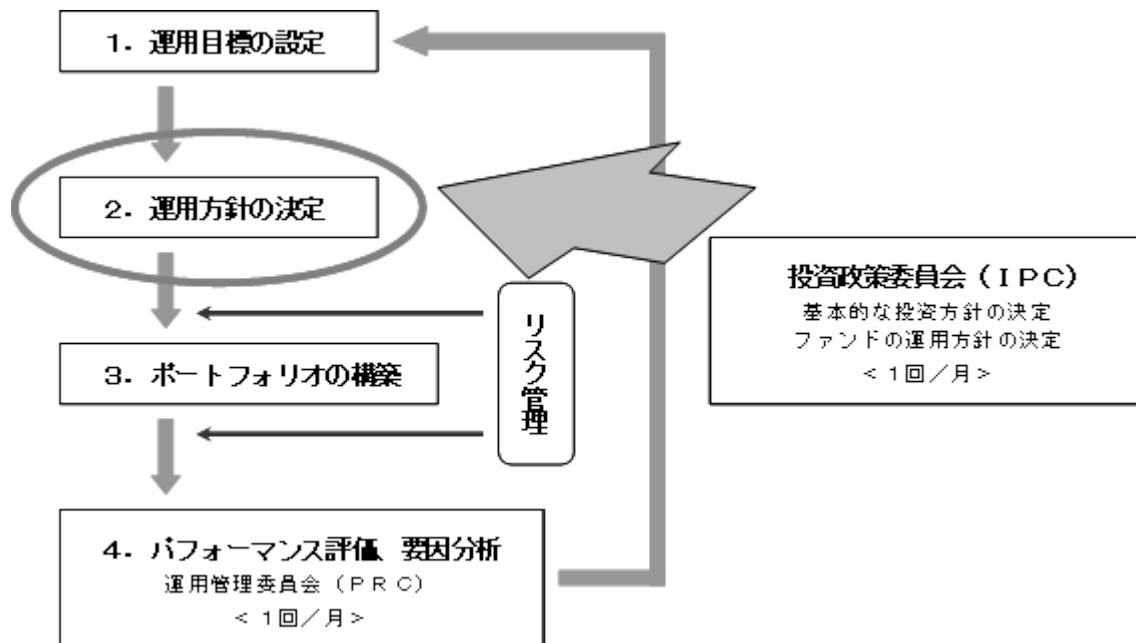 １．運用目標の設定
２．運用方針の決定
投資政策委員会（ＩＰＣ）
基本的な投資方針の決定
ファンドの運用方針の決定
＜１回／月＞
リスク管理
３．ポートフォリオの構築
４．パフォーマンス評価、要因分析
運用管理委員会（ＰＲＣ）
＜１回／月＞